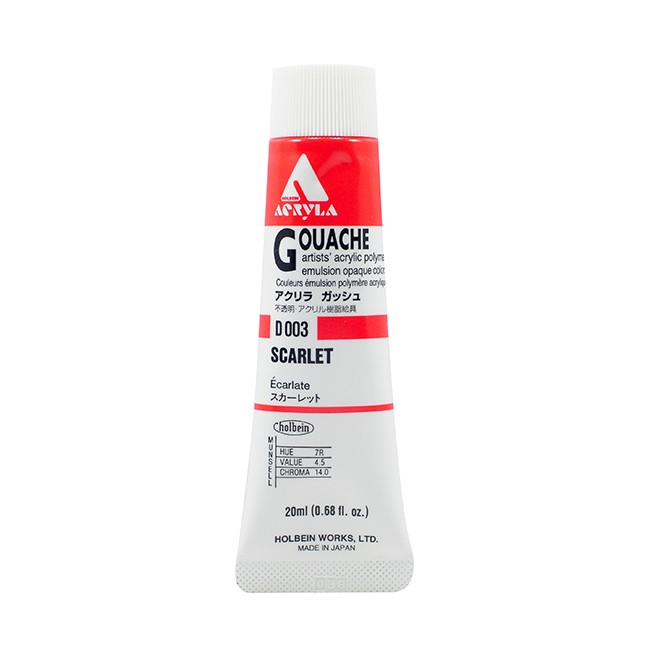 HOLBEIN
ACRYLA
GOUACHE
artists' acrylic polyme
emulsion opaque color
Couleurs émulsion polymère acryliqu
アクリラ ガッシュ
不透明・アクリル樹脂絵具
D 003
SCARLET
Écarlate
スカーレット
holbein
MUNSELL
HUE 7R
VALUE 4.5
CHROMA 14.0
20ml (0.68 fl. oz.)
HOLBEIN WORKS, LTD.
MADE IN JAPAN